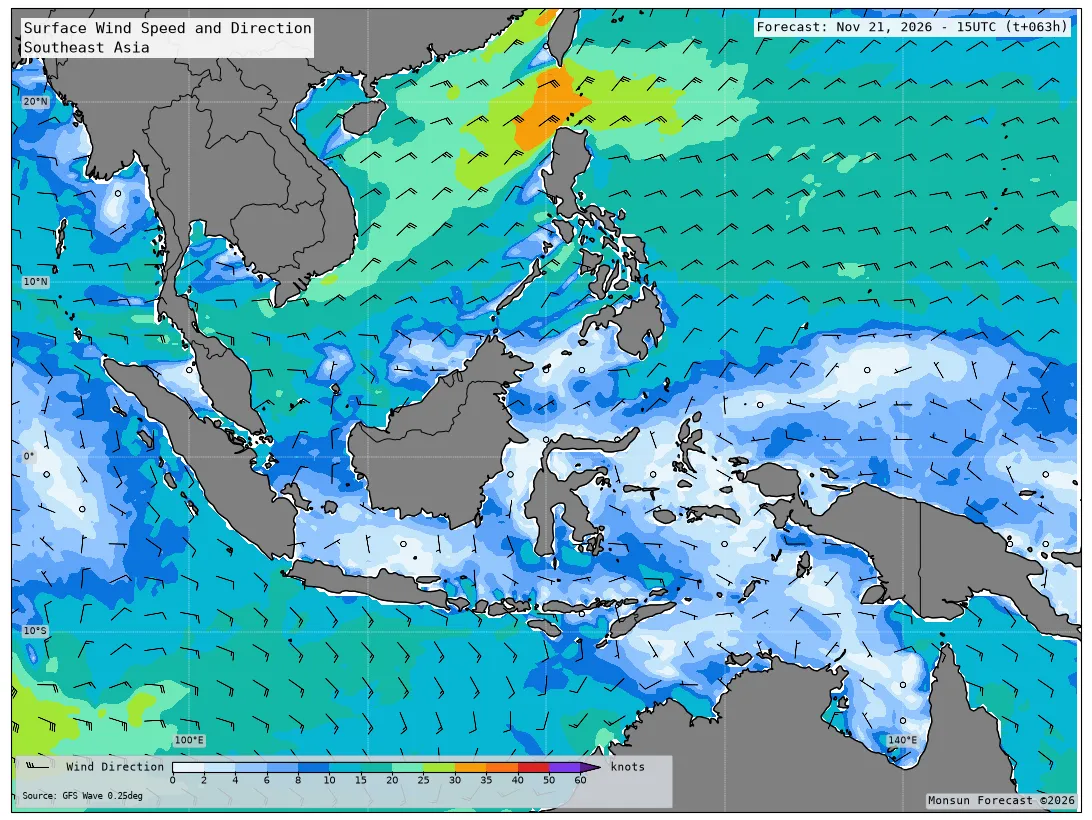 Surface Wind Speed and Direction
Southeast Asia
Forecast: Nov 21, 2026 - 15UTC (t+063h)
20°N
10°N
0°
10°S
100°E
140°E
Wind Direction
0 2 4 6 8 10 15 20 25 30 35 40 50 60
knots
Source: GFS Wave 0.25deg
Monsun Forecast ©2026